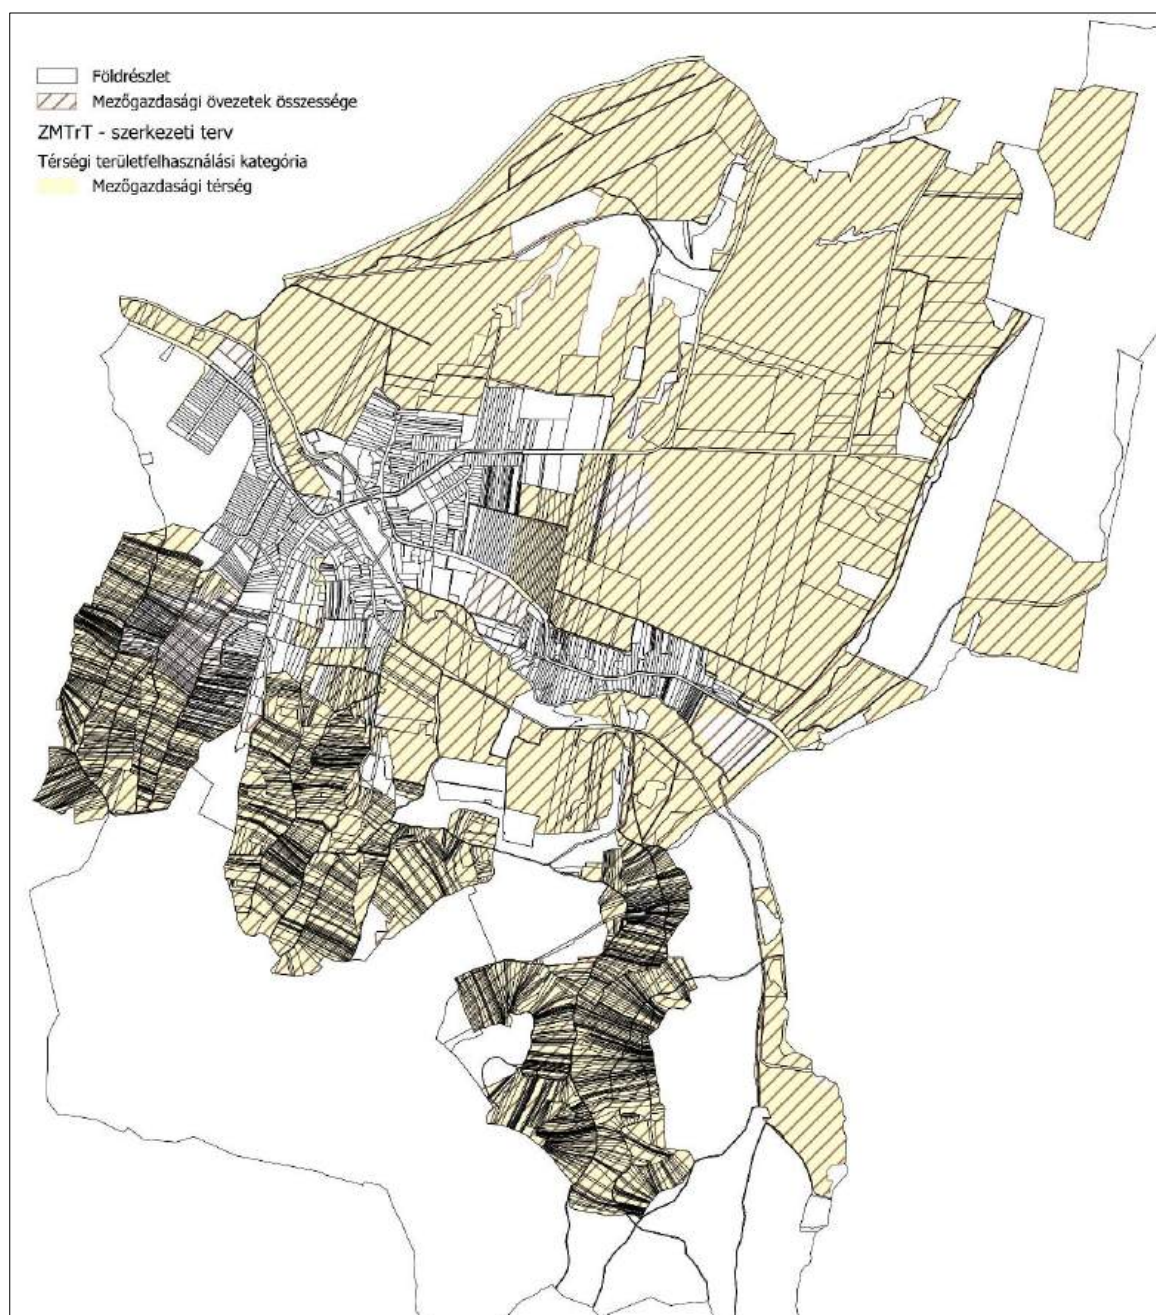 Földrészlet
Mezőgazdasági övezetek összessége
ZMTrT - szerkezeti terv
Térségi területfelhasználási kategória
Mezőgazdasági térség